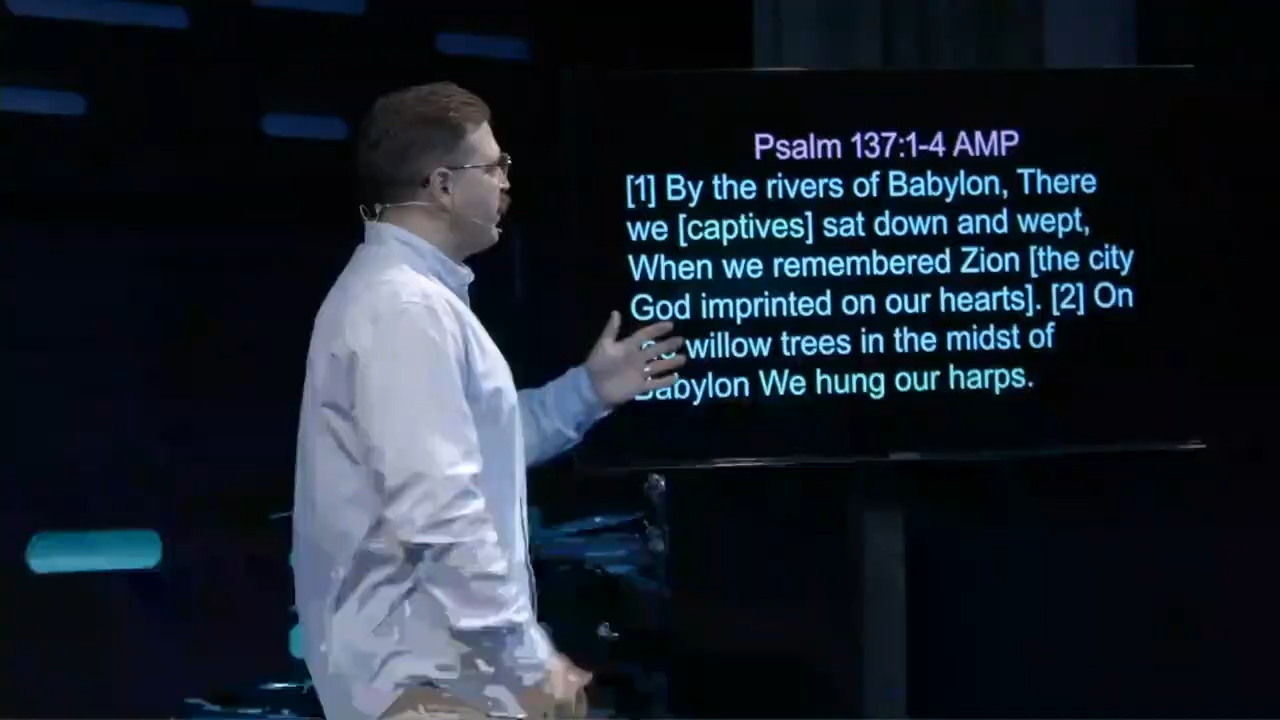 Psalm 137:1-4 AMP
[1] By the rivers of Babylon, There
we [captives] sat down and wept,
When we remembered Zion [the city
God imprinted on our hearts]. [2] On
willow trees in the midst of
Babylon We hung our harps.